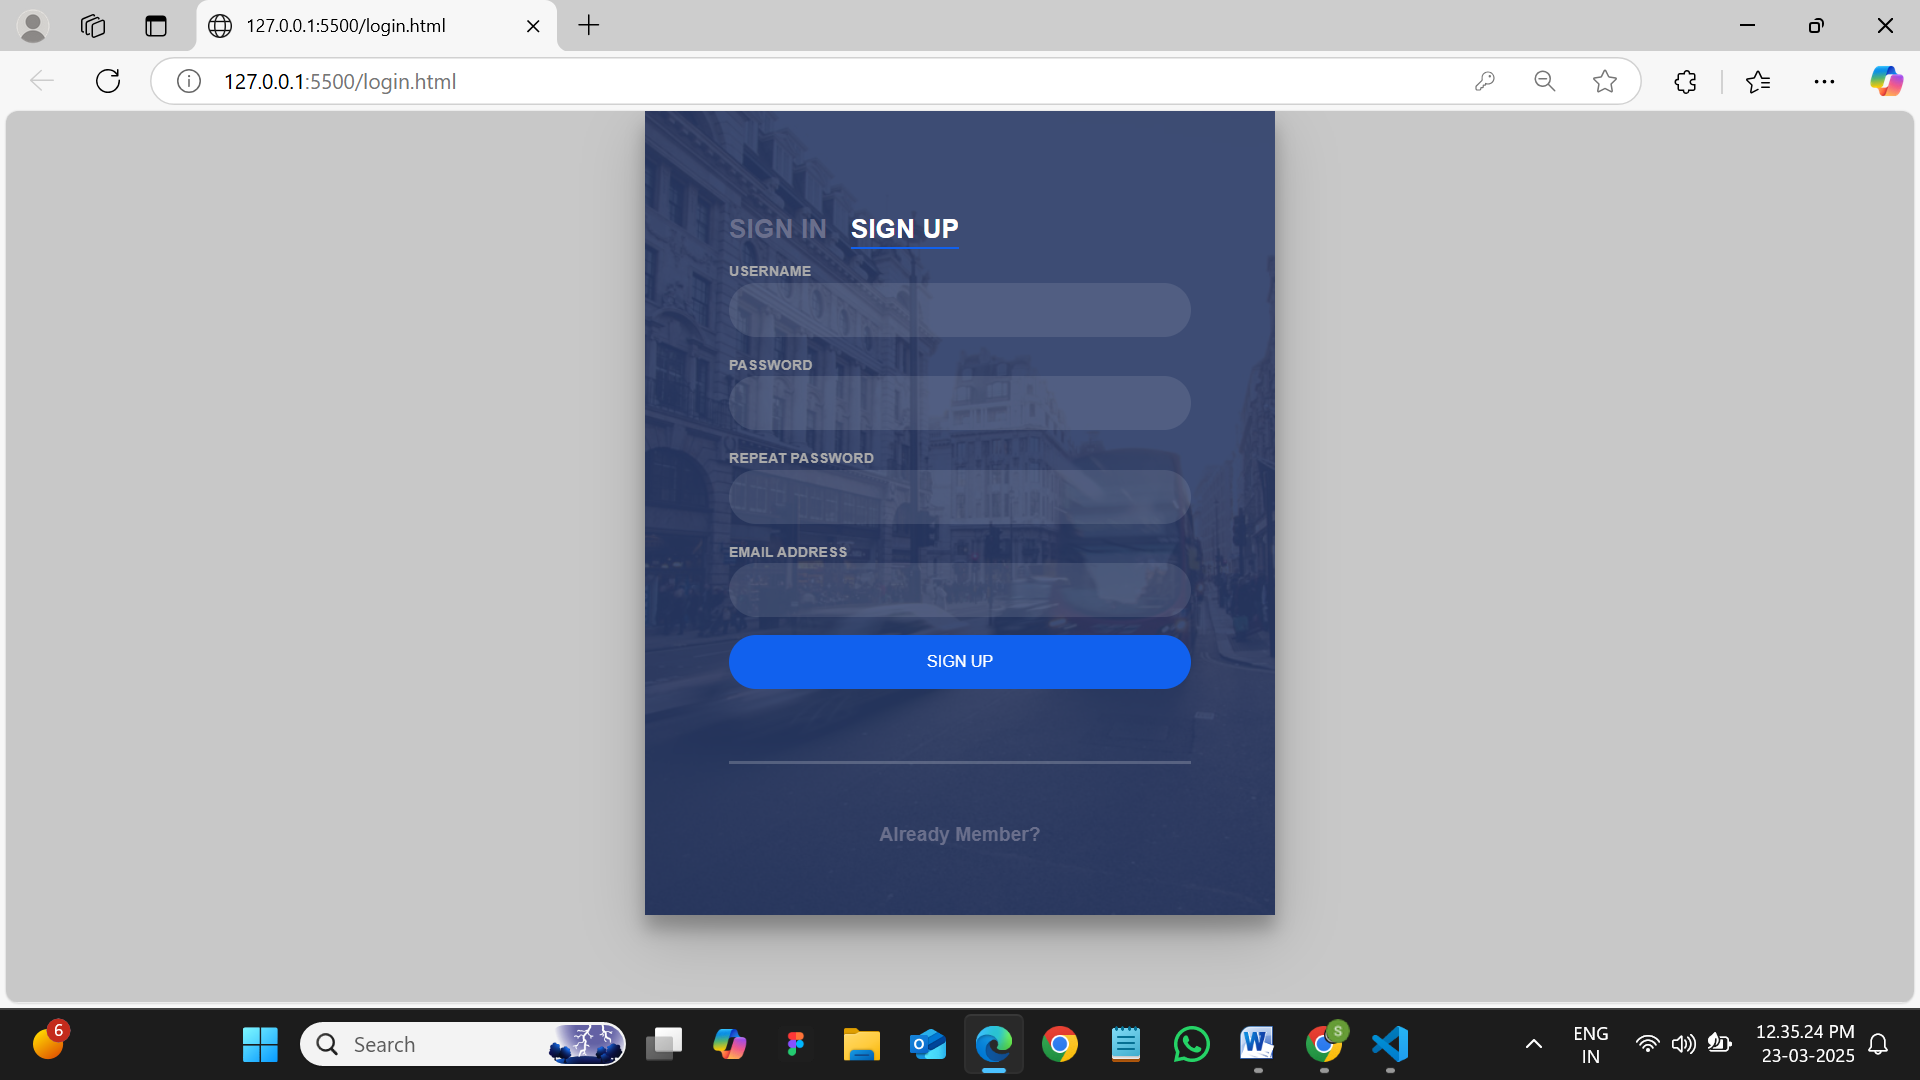 127.0.0.1:5500/login.html
127.0.0.1:5500/login.html
SIGN IN SIGN UP
USERNAME
PASSWORD
REPEAT PASSWORD
EMAIL ADDRESS
SIGN UP
Already Member?
6
Search
S
ENG
IN
12.35.24 PM
23-03-2025